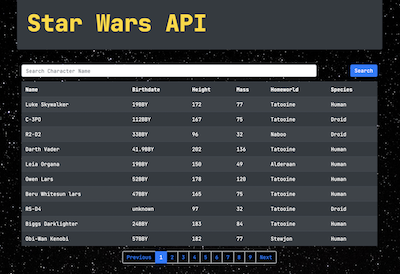 Star Wars API
Search Character Name Search
Name Birthdate Height Mass Homeworld Species
Luke Skywalker 19BBY 172 77 Tatooine Human
C-3PO 112BBY 167 75 Tatooine Droid
R2-D2 33BBY 96 32 Naboo Droid
Darth Vader 41.9BBY 202 136 Tatooine Human
Leia Organa 19BBY 150 49 Alderaan Human
Owen Lars 52BBY 178 120 Tatooine Human
Beru Whitesun lars 47BBY 165 75 Tatooine Human
R5-D4 unknown 97 32 Tatooine Droid
Biggs Darklighter 24BBY 183 84 Tatooine Human
Obi-Wan Kenobi 57BBY 182 77 Stewjon Human
Previous 1 2 3 4 5 6 7 8 9 Next